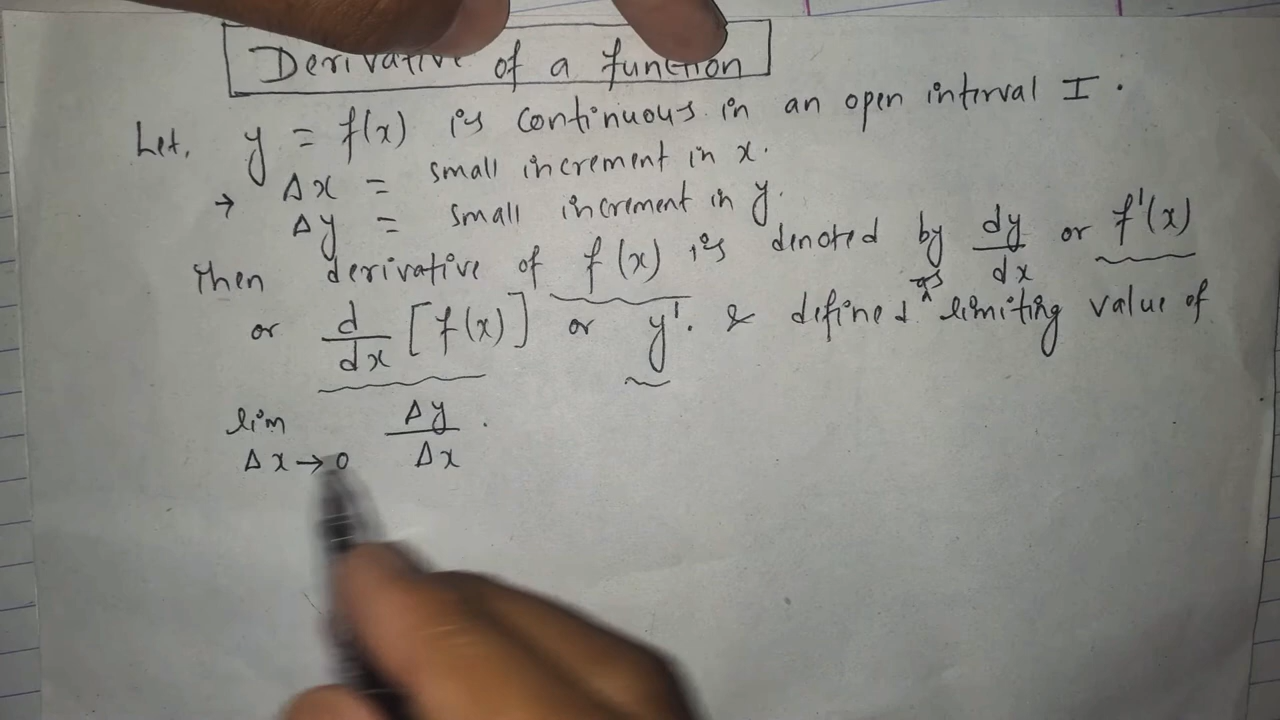 Derivative of a function
Let, y = f(x) is continuous in an open interval I.
→ Δx = small increment in x.
Δy = small increment in y.
Then derivative of f(x) is denoted by dy/dx or f'(x)
or d/dx [f(x)] or y'. & defined as limiting value of
lim Δx→0 Δy/Δx.